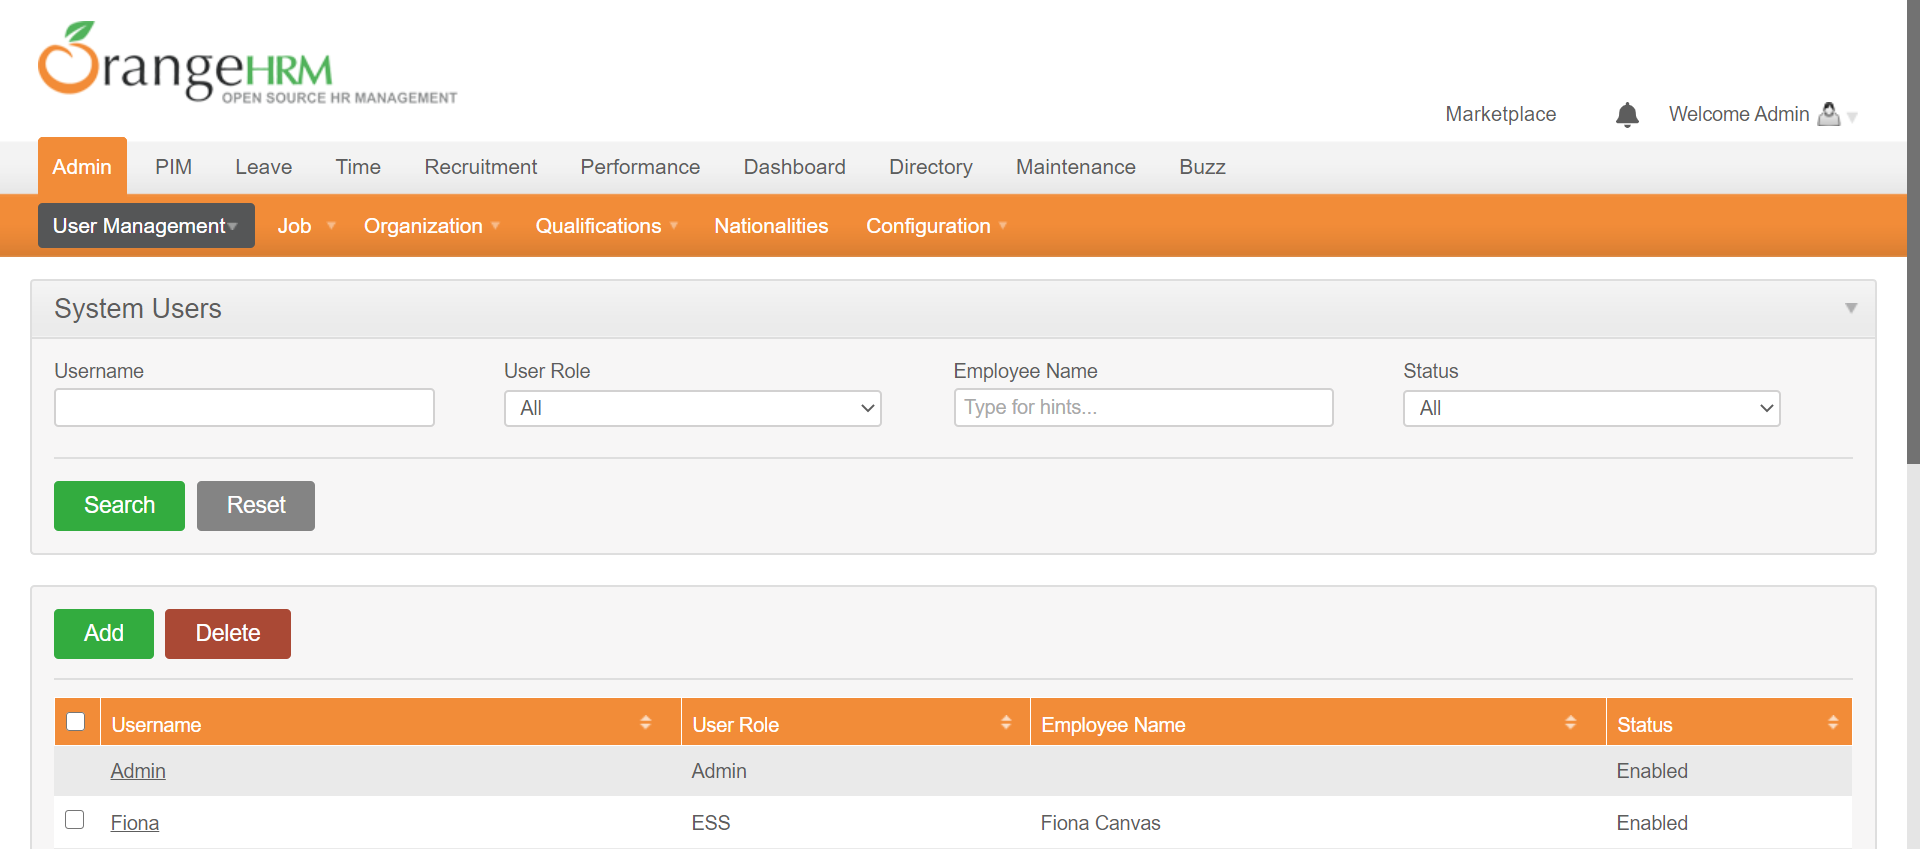 OrangeHRM
OPEN SOURCE HR MANAGEMENT
Marketplace Welcome Admin
Admin PIM Leave Time Recruitment Performance Dashboard Directory Maintenance Buzz
User Management Job Organization Qualifications Nationalities Configuration
System Users
Username User Role Employee Name Status
All Type for hints... All
Search Reset
Add Delete
Username User Role Employee Name Status
Admin Admin Enabled
Fiona ESS Fiona Canvas Enabled